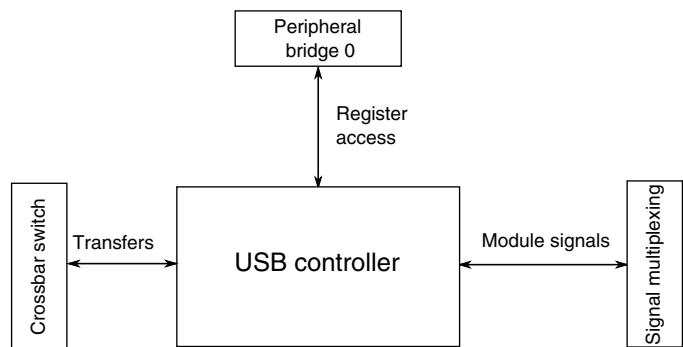 Peripheral
bridge 0
Register
access
Crossbar switch
Transfers
USB controller
Module signals
Signal multiplexing